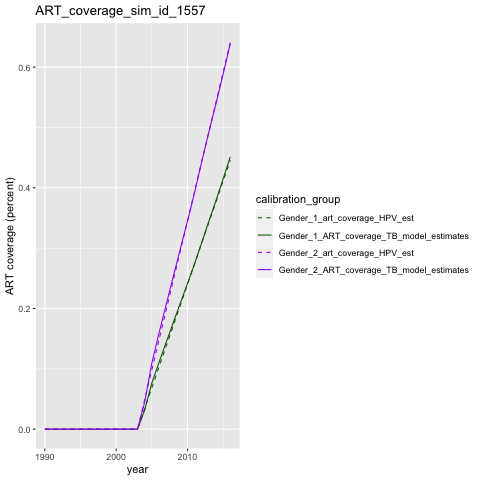 ART_coverage_sim_id_1557
ART coverage (percent)
0.6
0.4
0.2
0.0
1990
2000
2010
year
calibration_group
Gender_1_art_coverage_HPV_est
Gender_1_ART_coverage_TB_model_estimates
Gender_2_art_coverage_HPV_est
Gender_2_ART_coverage_TB_model_estimates